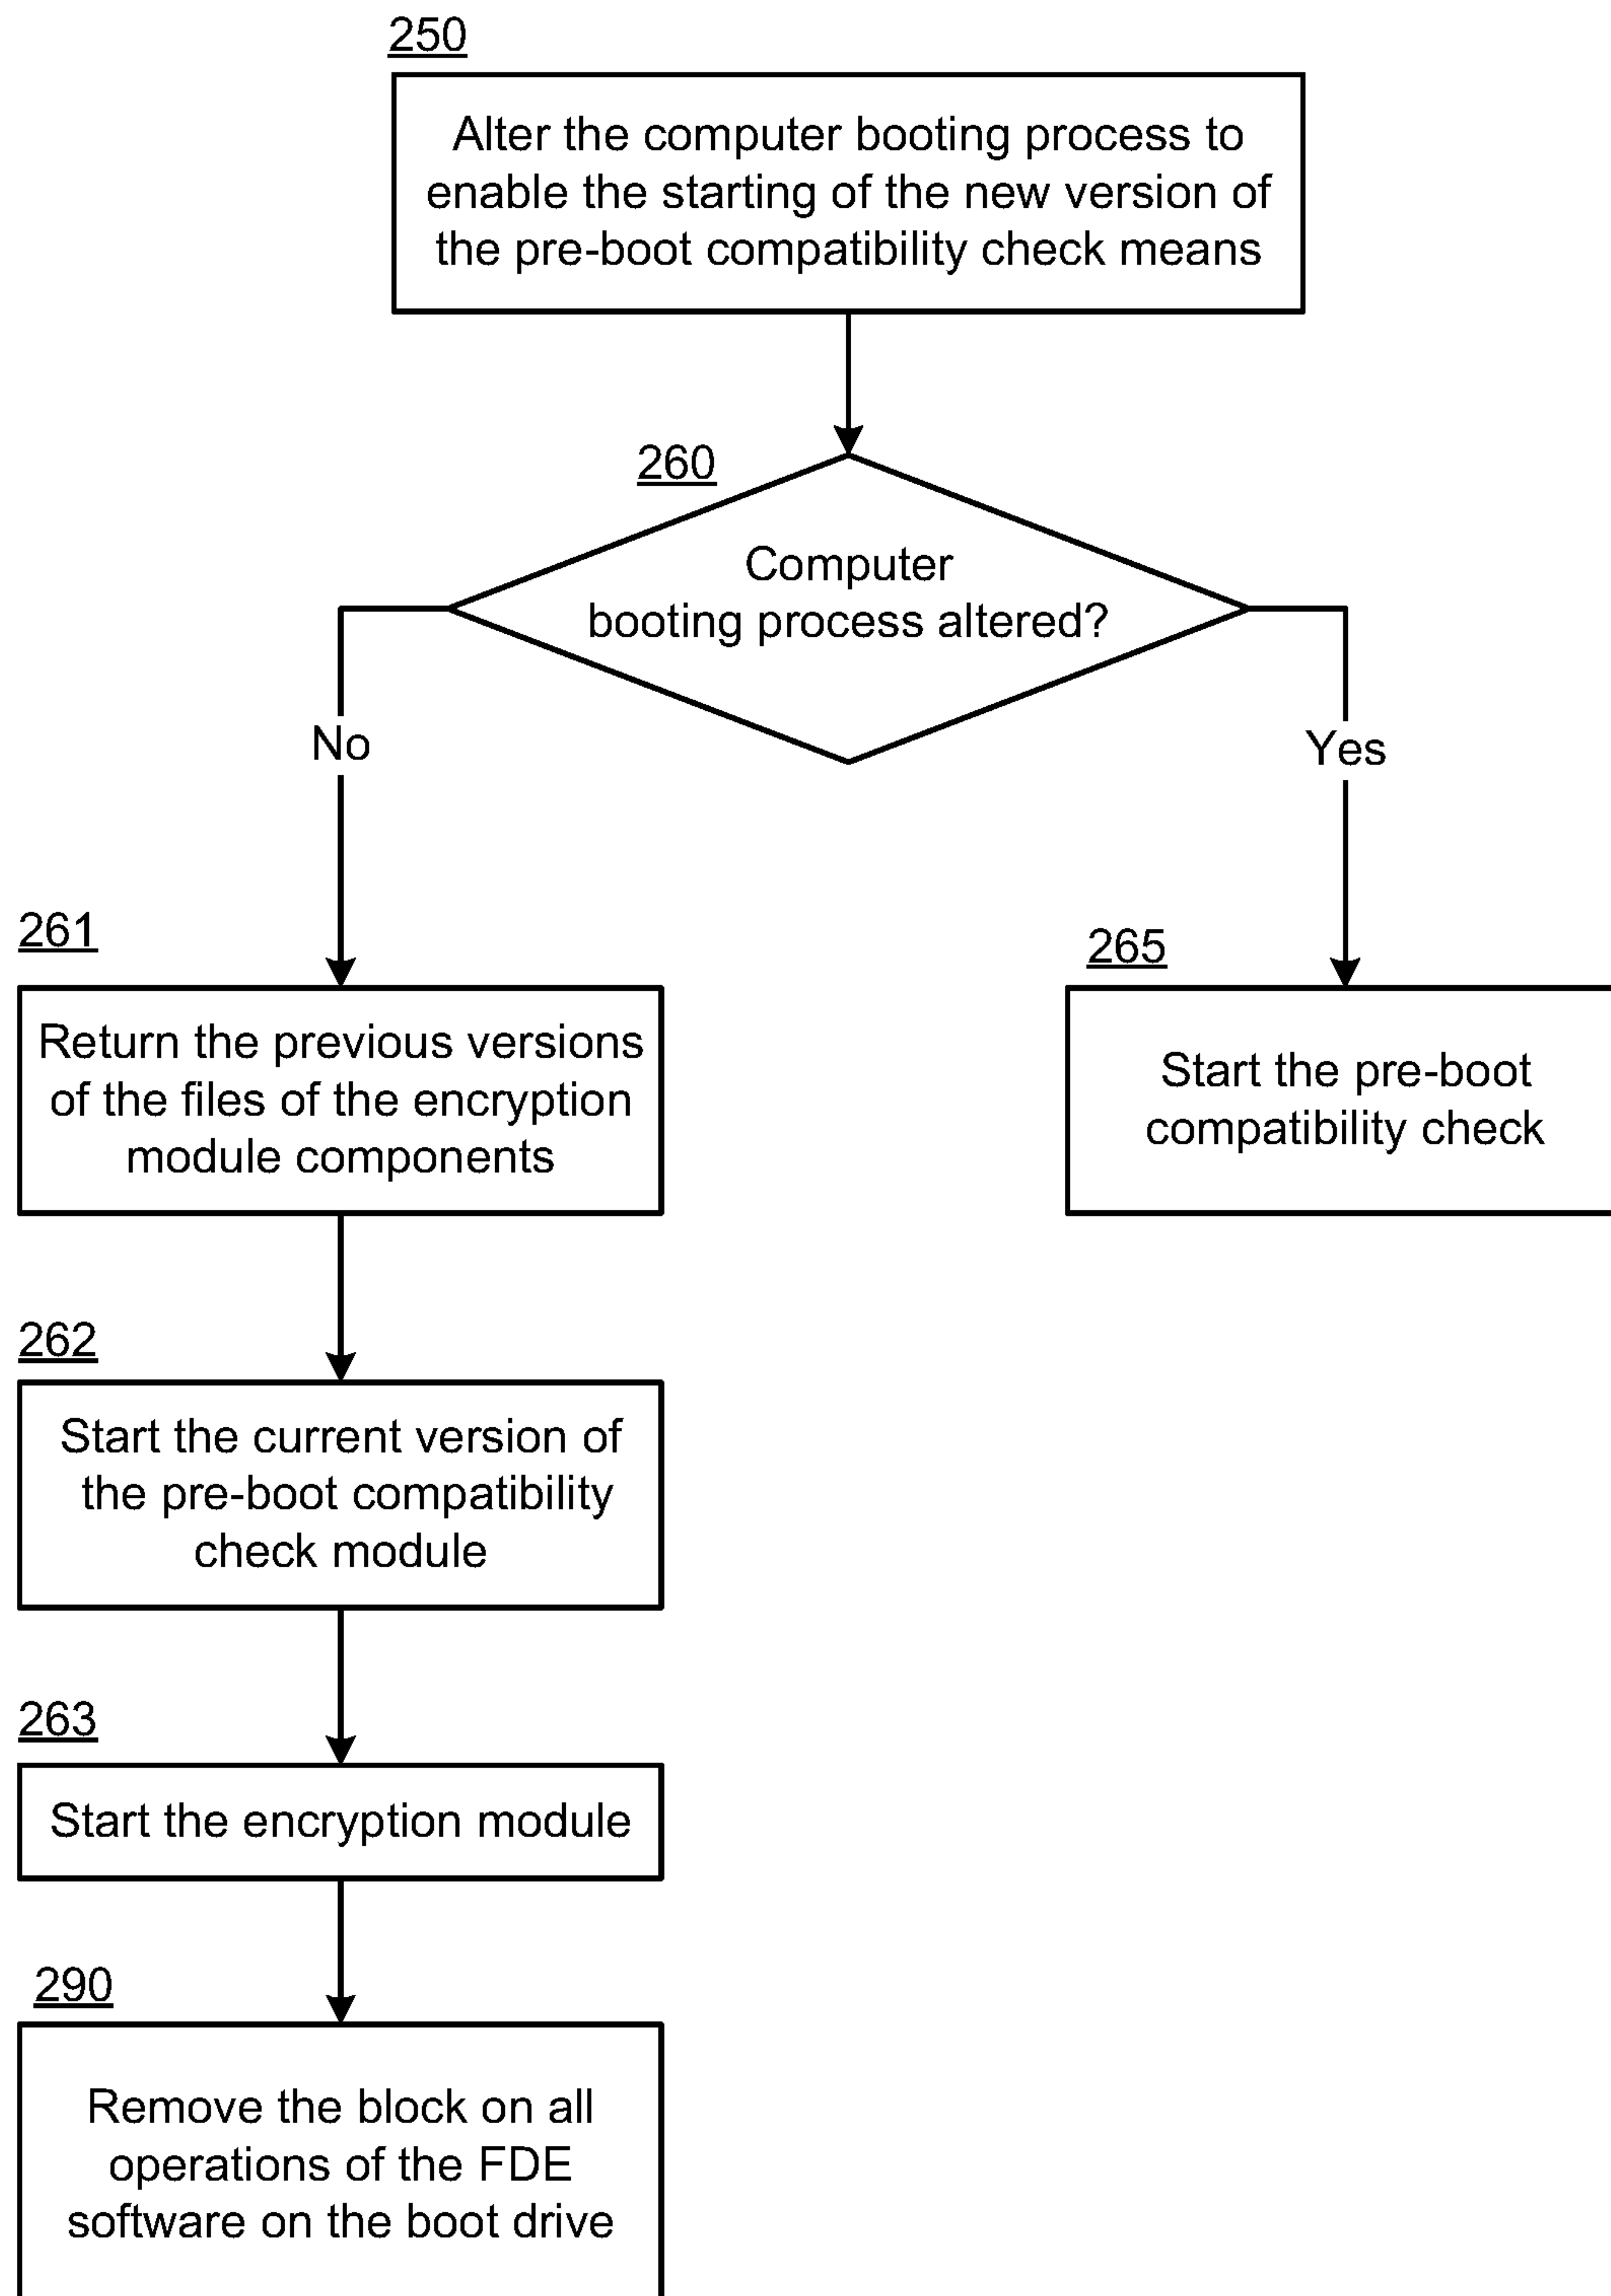 250
Alter the computer booting process to
enable the starting of the new version of
the pre-boot compatibility check means
260
Computer
booting process altered?
No
Yes
261
Return the previous versions
of the files of the encryption
module components
265
Start the pre-boot
compatibility check
262
Start the current version of
the pre-boot compatibility
check module
263
Start the encryption module
290
Remove the block on all
operations of the FDE
software on the boot drive